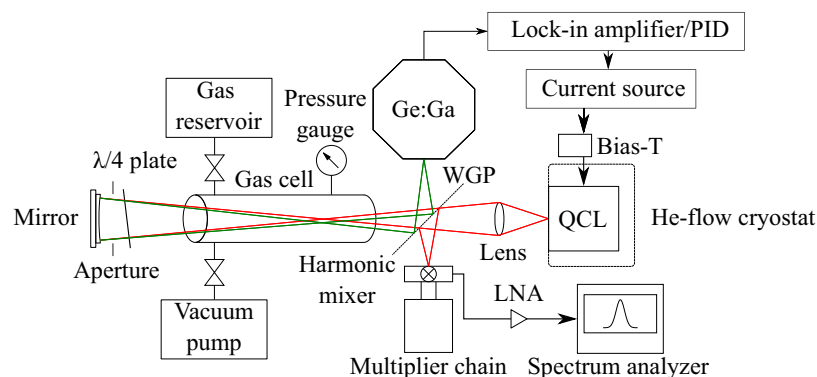 Lock-in amplifier/PID
Gas
reservoir
Pressure
gauge
Ge:Ga
Current source
Bias-T
λ/4 plate
Gas cell
WGP
Mirror
QCL
He-flow cryostat
Lens
Aperture
Harmonic
mixer
LNA
Vacuum
pump
Multiplier chain
Spectrum analyzer